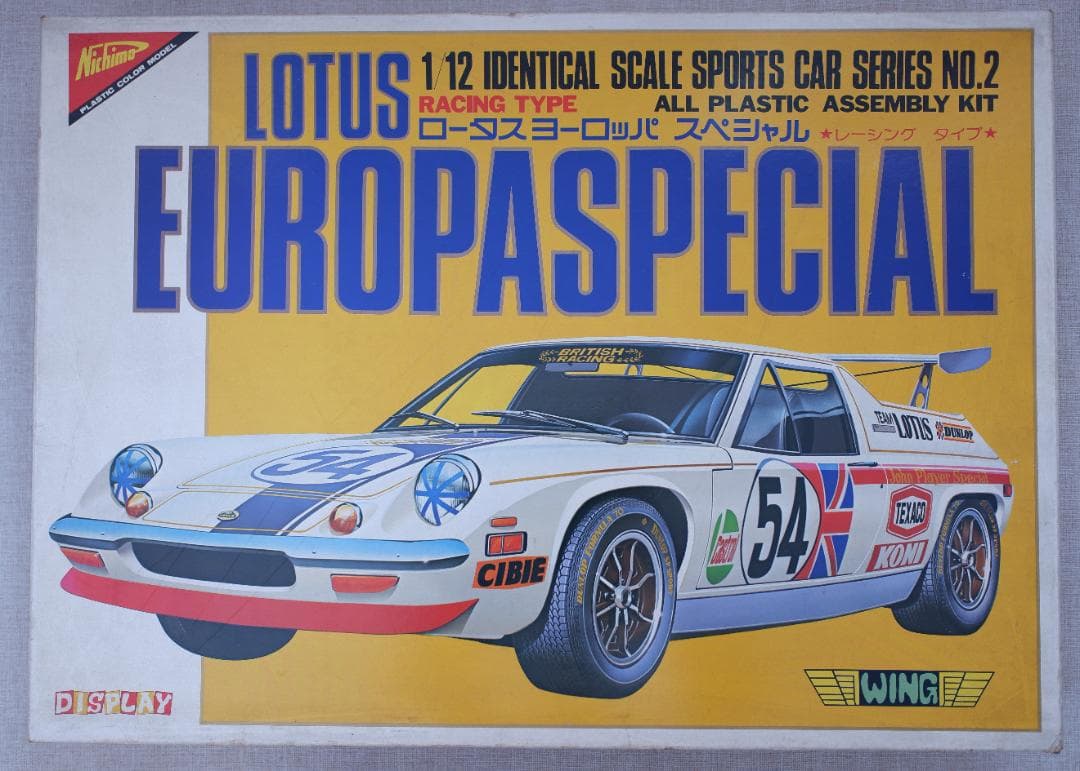 Nichimo
PLASTIC COLOR MODEL
LOTUS
1/12 IDENTICAL SCALE SPORTS CAR SERIES NO.2
RACING TYPE ALL PLASTIC ASSEMBLY KIT
ロータスヨーロッパ スペシャル ★レーシング タイプ★
EUROPASPECIAL
BRITISH
RACING
54
TEAM LOTUS DUNLOP
John Player Special
TEXACO
KONI
Castrol
54
CIBIE
DUNLOP FORMULA 70
DISPLAY
WING